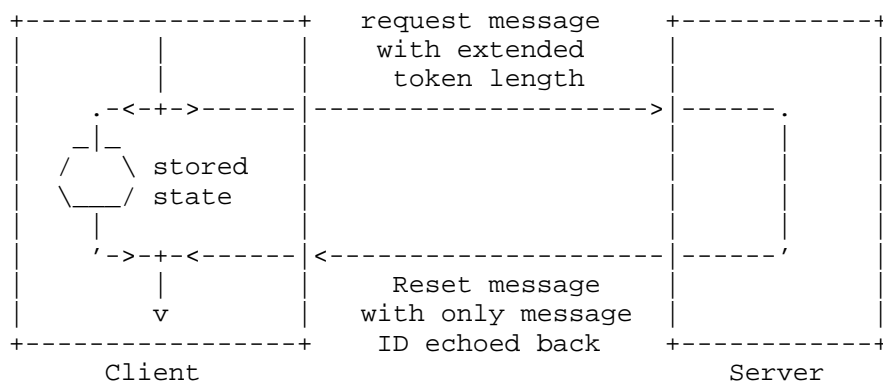 request message
with extended
token length
stored
state
Reset message
with only message
ID echoed back
Client
Server